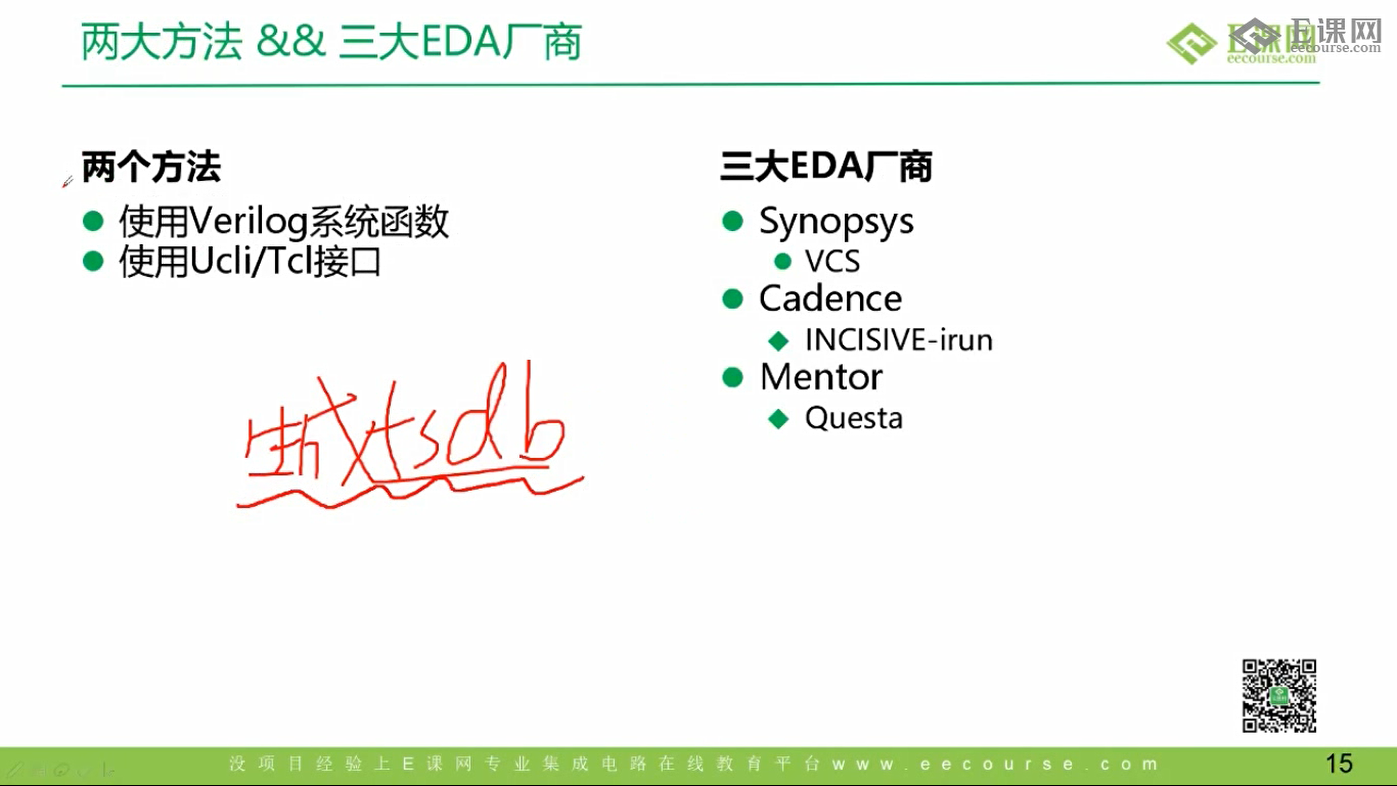 两大方法 && 三大EDA厂商
E课网
eecourse.com
E课网
eecourse.com
两个方法
使用Verilog系统函数
使用Ucli/Tcl接口
生成fsdb
三大EDA厂商
Synopsys
VCS
Cadence
INCISIVE-irun
Mentor
Questa
没项目经验上E课网专业集成电路在线教育平台www.eecourse.com
15